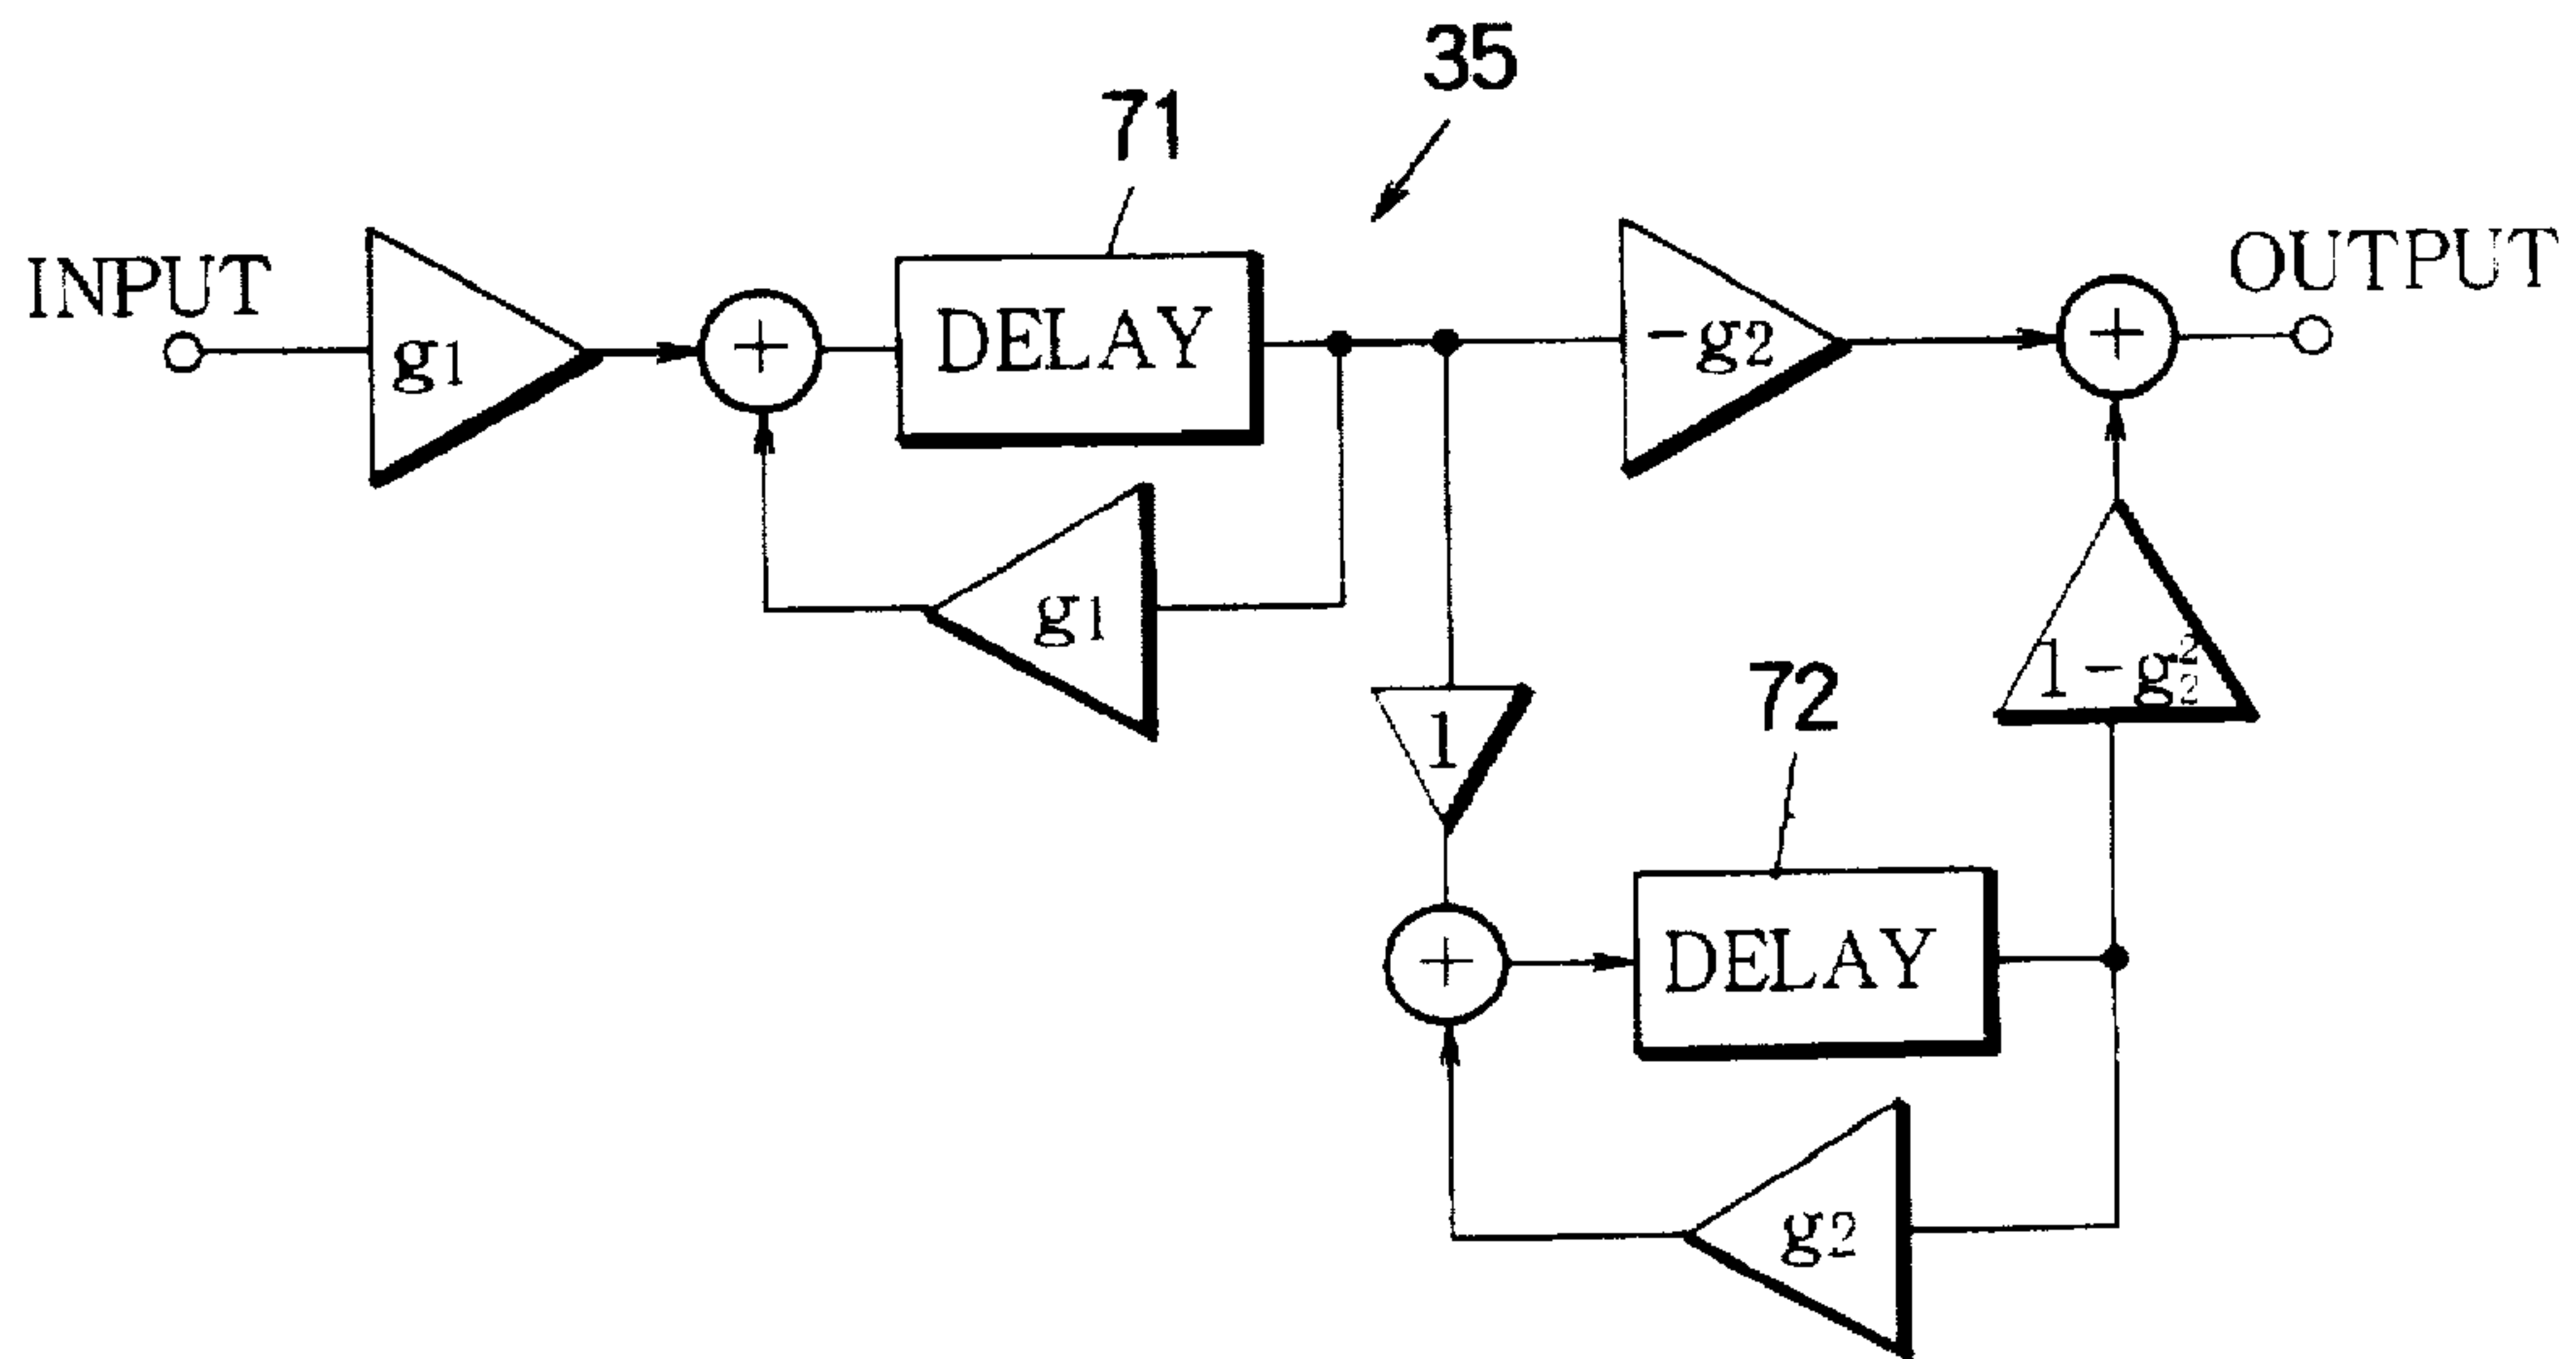 35
71
INPUT
OUTPUT
g1
+
DELAY
-g2
+
g1
1
72
1-g₂²
+
DELAY
g2